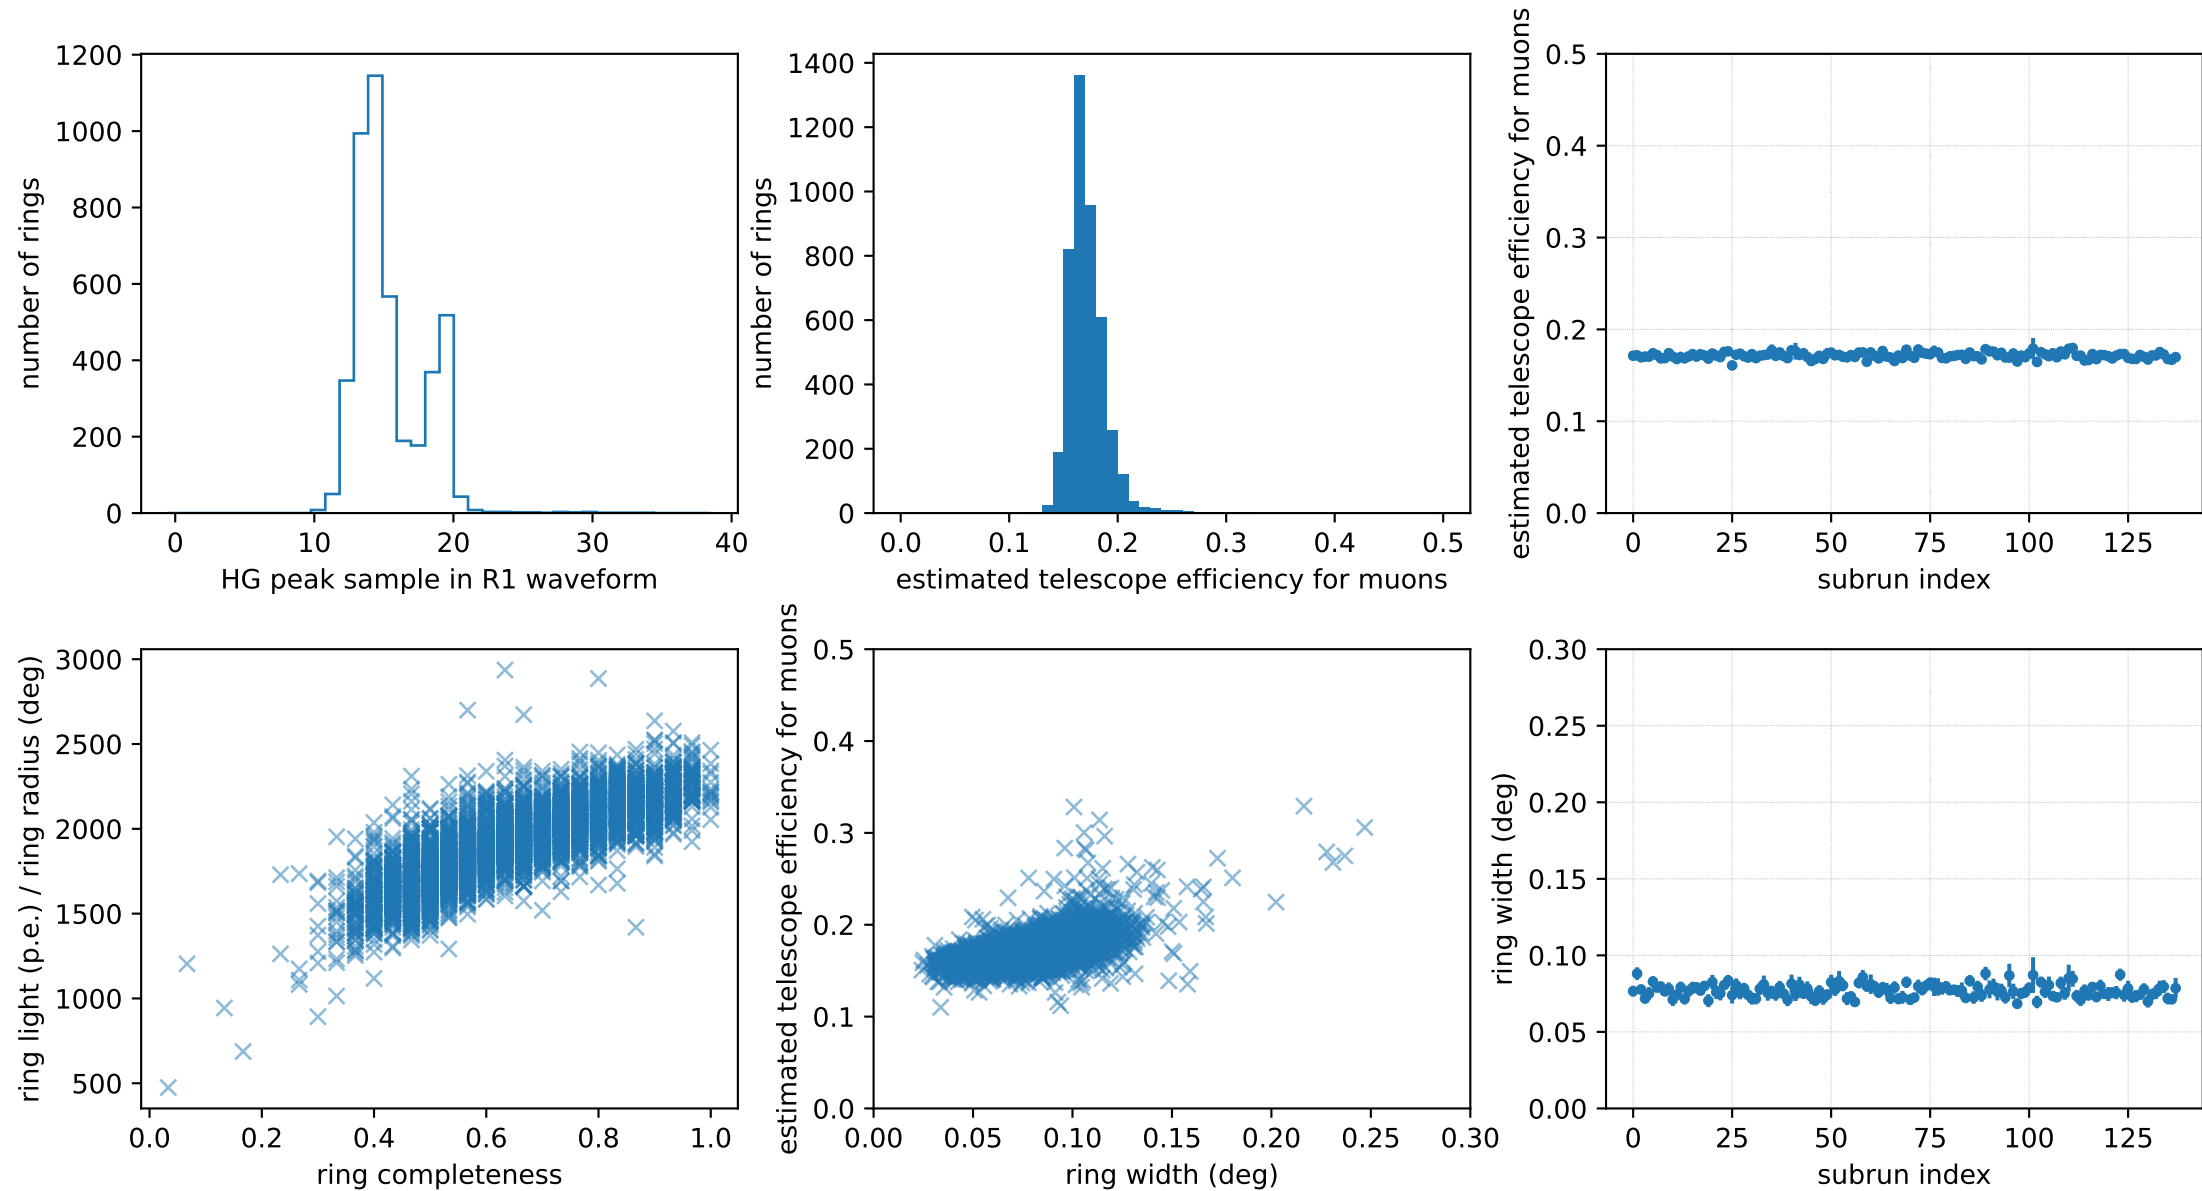 1200
1000
800
600
400
200
0
number of rings
0 10 20 30 40
HG peak sample in R1 waveform
1400
1200
1000
800
600
400
200
0
number of rings
0.0 0.1 0.2 0.3 0.4 0.5
estimated telescope efficiency for muons
0.5
0.4
0.3
0.2
0.1
0.0
estimated telescope efficiency for muons
0 25 50 75 100 125
subrun index
3000
2500
2000
1500
1000
500
ring light (p.e.) / ring radius (deg)
0.0 0.2 0.4 0.6 0.8 1.0
ring completeness
0.5
0.4
0.3
0.2
0.1
0.0
estimated telescope efficiency for muons
0.00 0.05 0.10 0.15 0.20 0.25 0.30
ring width (deg)
0.30
0.25
0.20
0.15
0.10
0.05
0.00
ring width (deg)
0 25 50 75 100 125
subrun index